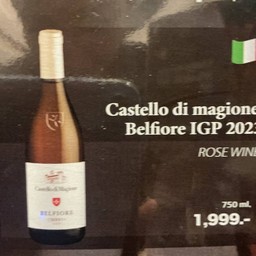 Castello di magione
Belfiore IGP 2023
ROSE WINE
750 ml,
1,999.-
Castello di Magione
BELFIORE